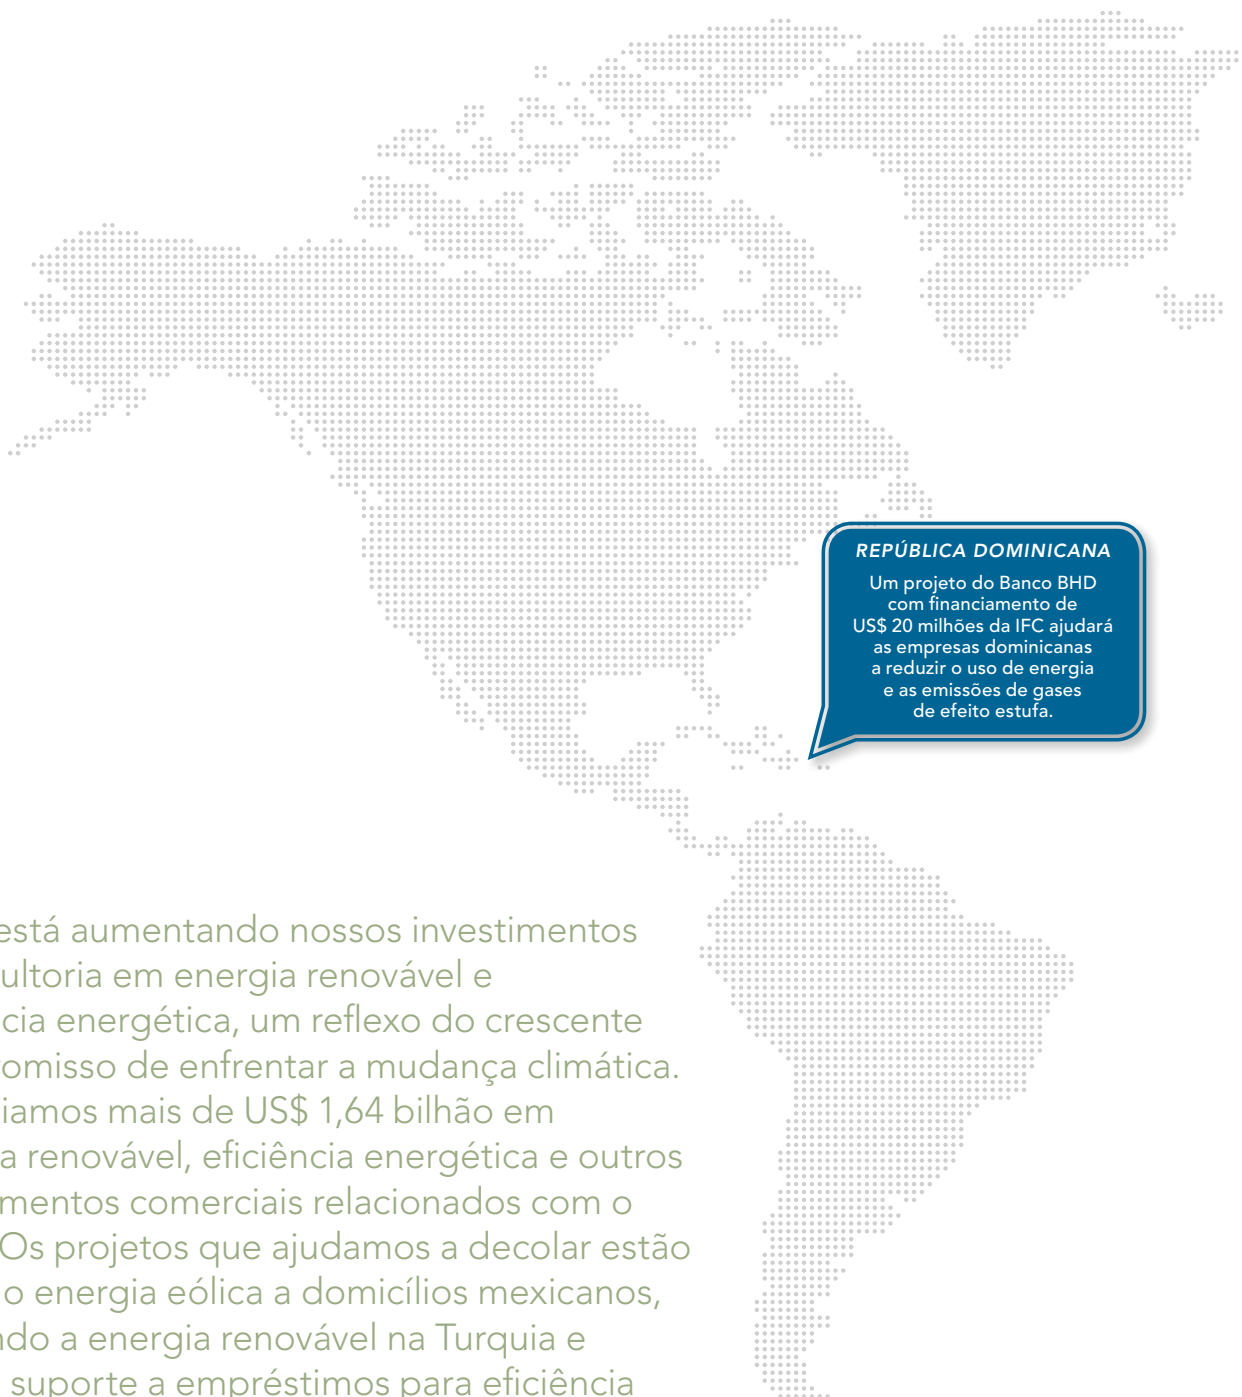 REPÚBLICA DOMINICANA
Um projeto do Banco BHD
com financiamento de
US$ 20 milhões da IFC ajudará
as empresas dominicanas
a reduzir o uso de energia
e as emissões de gases
de efeito estufa.
está aumentando nossos investimentos
ultoria em energia renovável e
cia energética, um reflexo do crescente
omisso de enfrentar a mudança climática.
iamos mais de US$ 1,64 bilhão em
a renovável, eficiência energética e outros
mentos comerciais relacionados com o
Os projetos que ajudamos a decolar estão
o energia eólica a domicílios mexicanos,
ndo a energia renovável na Turquia e
suporte a empréstimos para eficiência